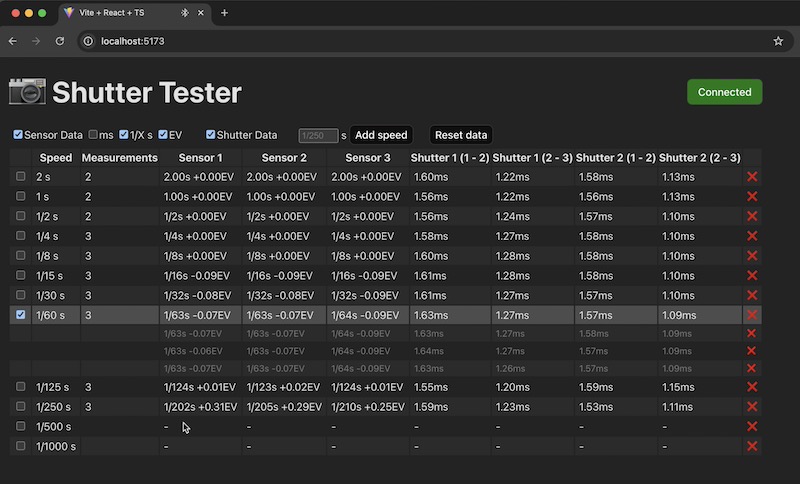 Vite + React + TS
localhost:5173
Shutter Tester
Connected
Sensor Data ms 1/X s EV Shutter Data 1/250 s Add speed Reset data
Speed Measurements Sensor 1 Sensor 2 Sensor 3 Shutter 1 (1 - 2) Shutter 1 (2 - 3) Shutter 2 (1 - 2) Shutter 2 (2 - 3)
2 s 2 2.00s +0.00EV 2.00s +0.00EV 2.00s +0.00EV 1.60ms 1.22ms 1.58ms 1.13ms
1 s 2 1.00s +0.00EV 1.00s +0.00EV 1.00s +0.00EV 1.56ms 1.22ms 1.56ms 1.13ms
1/2 s 2 1/2s +0.00EV 1/2s +0.00EV 1/2s +0.00EV 1.56ms 1.24ms 1.57ms 1.10ms
1/4 s 3 1/4s +0.00EV 1/4s +0.00EV 1/4s +0.00EV 1.58ms 1.27ms 1.58ms 1.10ms
1/8 s 3 1/8s +0.00EV 1/8s +0.00EV 1/8s +0.00EV 1.60ms 1.28ms 1.58ms 1.10ms
1/15 s 3 1/16s -0.09EV 1/16s -0.09EV 1/16s -0.09EV 1.61ms 1.28ms 1.58ms 1.10ms
1/30 s 3 1/32s -0.08EV 1/32s -0.08EV 1/32s -0.09EV 1.61ms 1.27ms 1.57ms 1.10ms
1/60 s 3 1/63s -0.07EV 1/63s -0.07EV 1/64s -0.09EV 1.63ms 1.27ms 1.57ms 1.09ms
1/63s -0.07EV 1/63s -0.07EV 1/64s -0.09EV 1.63ms 1.27ms 1.58ms 1.09ms
1/63s -0.06EV 1/63s -0.07EV 1/64s -0.09EV 1.64ms 1.27ms 1.57ms 1.09ms
1/63s -0.07EV 1/63s -0.07EV 1/64s -0.09EV 1.63ms 1.26ms 1.57ms 1.09ms
1/125 s 3 1/124s +0.01EV 1/123s +0.02EV 1/124s +0.01EV 1.55ms 1.20ms 1.59ms 1.15ms
1/250 s 3 1/202s +0.31EV 1/205s +0.29EV 1/210s +0.25EV 1.59ms 1.23ms 1.53ms 1.11ms
1/500 s - - - - - - -
1/1000 s - - - - - - -